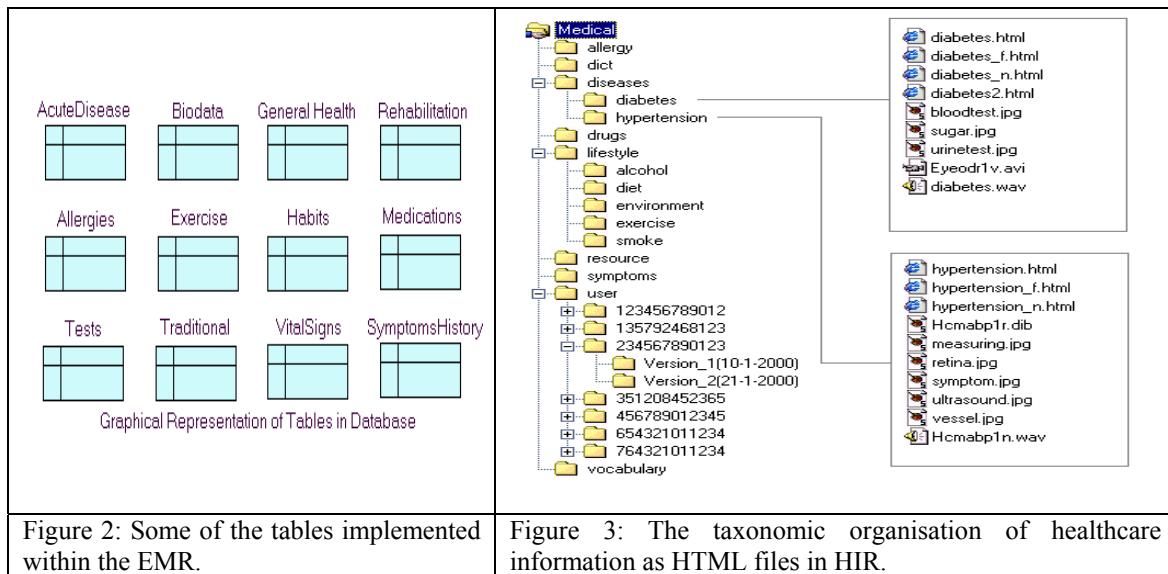 AcuteDisease Biodata General Health Rehabilitation
Allergies Exercise Habits Medications
Tests Traditional VitalSigns SymptomsHistory
Graphical Representation of Tables in Database
Medical
allergy
dict
diseases
diabetes
hypertension
drugs
lifestyle
alcohol
diet
environment
exercise
smoke
resource
symptoms
user
123456789012
135792468123
234567890123
Version_1(10-1-2000)
Version_2(21-1-2000)
351208452365
456789012345
654321011234
764321011234
vocabulary
diabetes.html
diabetes_f.html
diabetes_n.html
diabetes2.html
bloodtest.jpg
sugar.jpg
urinetest.jpg
Eyeodr1v.avi
diabetes.wav
hypertension.html
hypertension_f.html
hypertension_n.html
Hcmabp1r.dib
measuring.jpg
retina.jpg
symptom.jpg
ultrasound.jpg
vessel.jpg
Hcmabp1n.wav
Figure 2: Some of the tables implemented
within the EMR.
Figure 3: The taxonomic organisation of healthcare
information as HTML files in HIR.